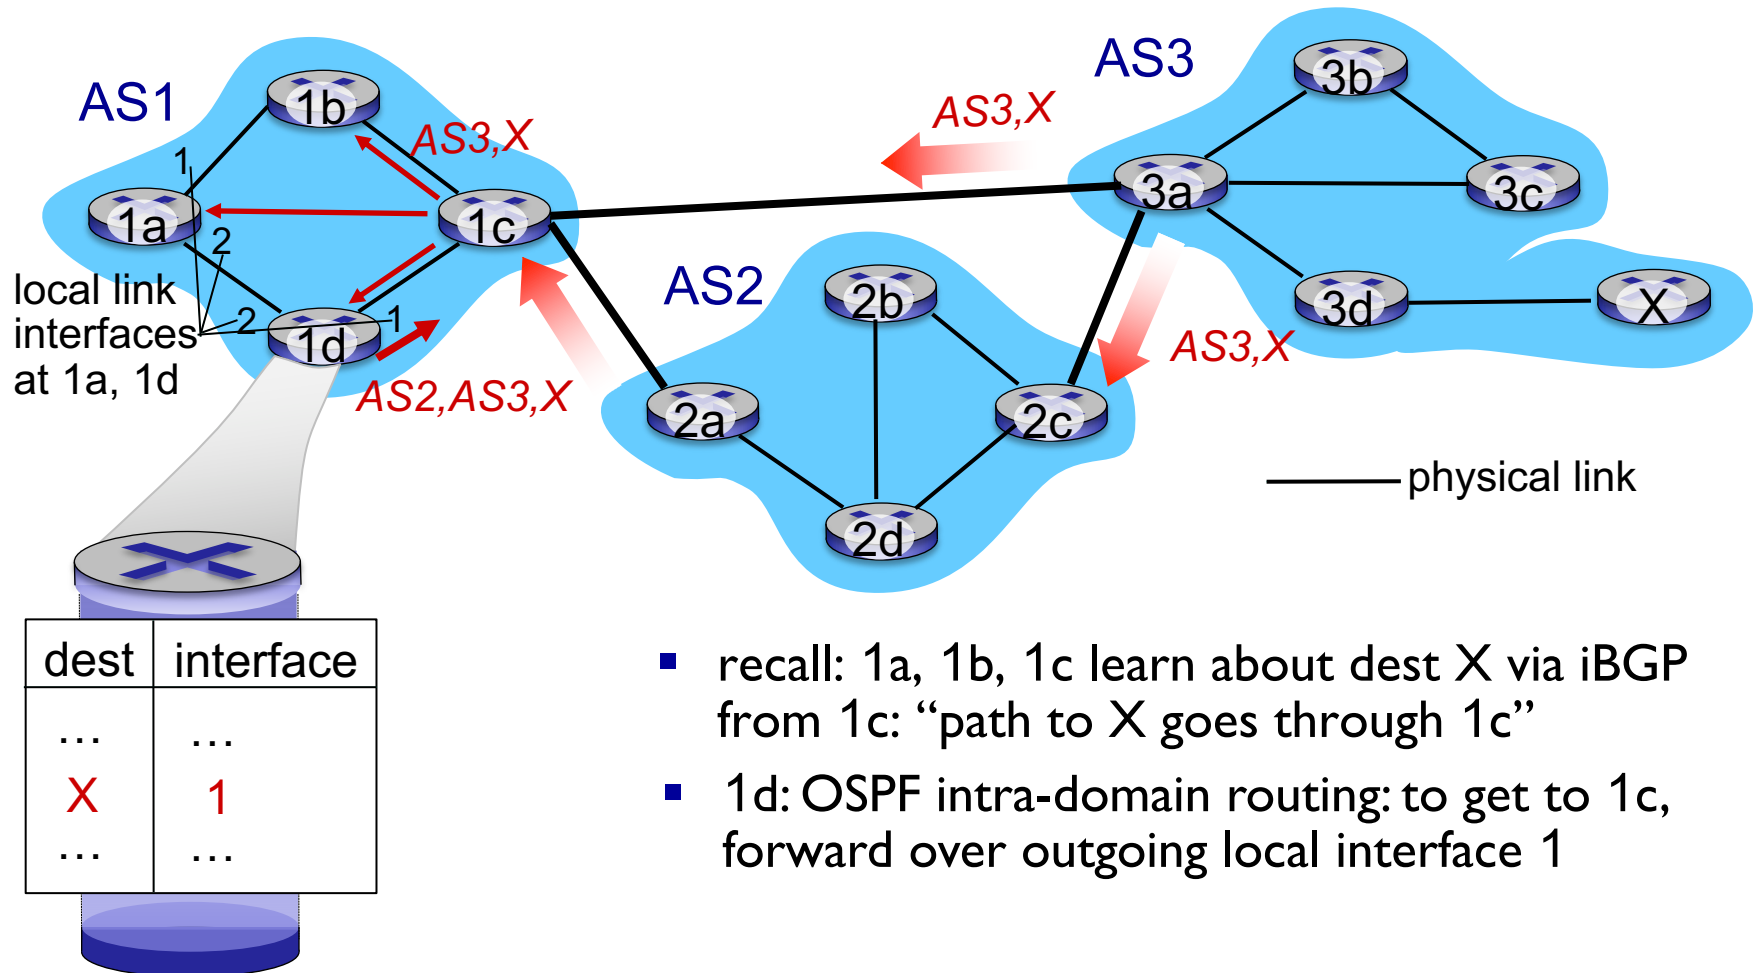 AS3
3b
AS1
1b
AS3,X
AS3,X
1
3a
3c
1a
1c
2
AS2
local link
interfaces
at 1a, 1d
2b
3d
X
2
1
1d
AS3,X
AS2,AS3,X
2a
2c
physical link
2d
dest interface
... ...
X 1
... ...
▪ recall: 1a, 1b, 1c learn about dest X via iBGP
from 1c: “path to X goes through 1c”
▪ 1d: OSPF intra-domain routing: to get to 1c,
forward over outgoing local interface 1